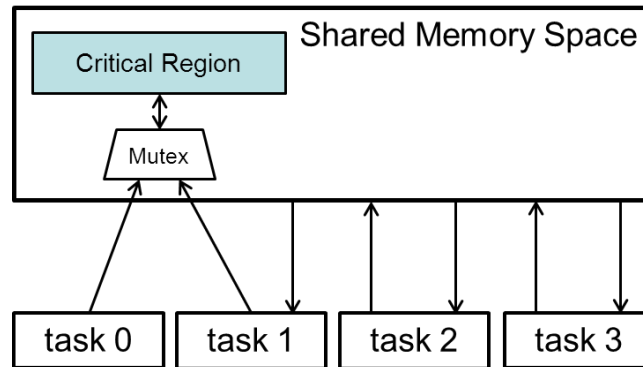 Shared Memory Space
Critical Region
Mutex
task 0
task 1
task 2
task 3